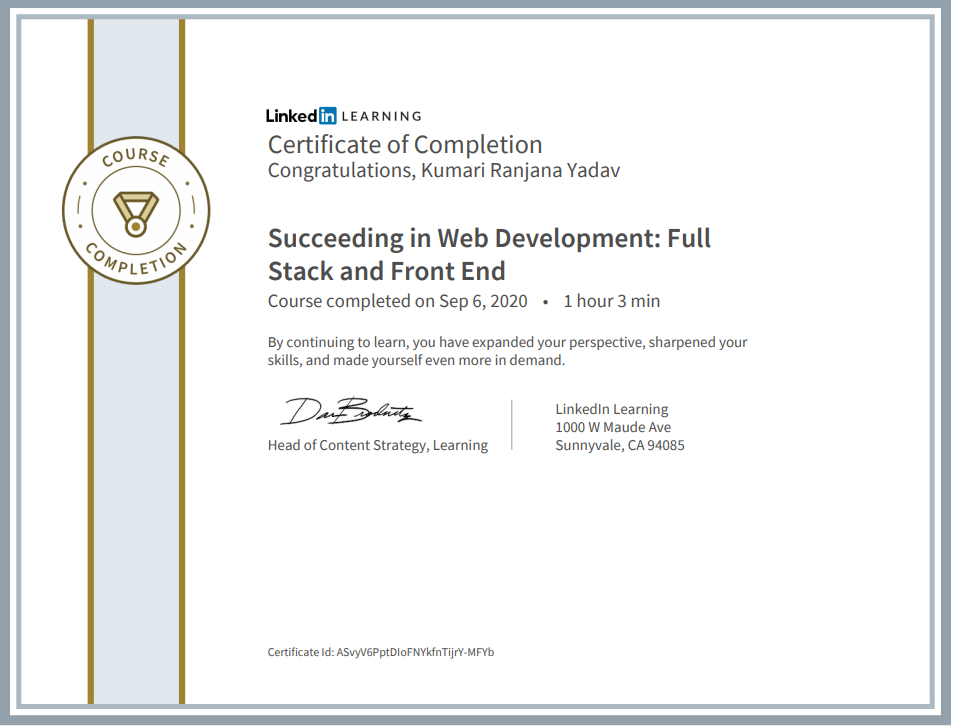 LinkedIn LEARNING
Certificate of Completion
Congratulations, Kumari Ranjana Yadav
COURSE
COMPLETION
Succeeding in Web Development: Full
Stack and Front End
Course completed on Sep 6, 2020 • 1 hour 3 min
By continuing to learn, you have expanded your perspective, sharpened your
skills, and made yourself even more in demand.
Head of Content Strategy, Learning
LinkedIn Learning
1000 W Maude Ave
Sunnyvale, CA 94085
Certificate Id: ASvyV6PptDIoFNYkfnTijrY-MFYb